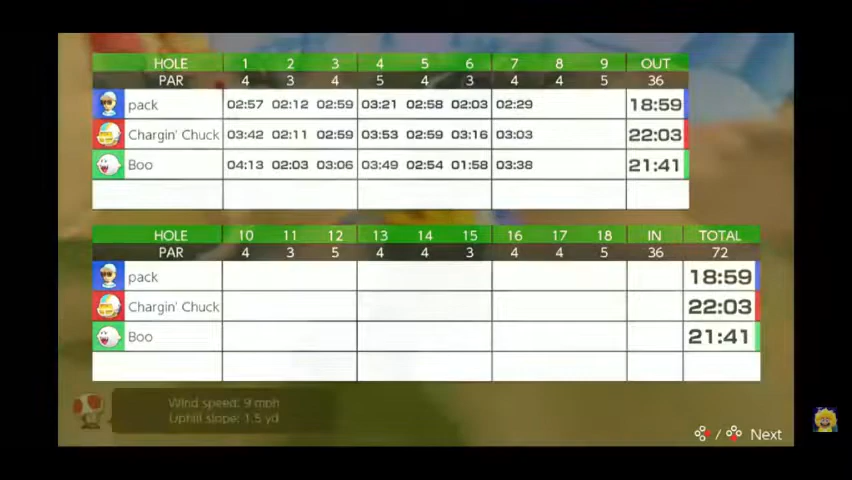 HOLE 1 2 3 4 5 6 7 8 9 OUT
PAR 4 3 4 5 4 3 4 4 5 36
pack 02:57 02:12 02:59 03:21 02:58 02:03 02:29 18:59
Chargin' Chuck 03:42 02:11 02:59 03:53 02:59 03:16 03:03 22:03
Boo 04:13 02:03 03:06 03:49 02:54 01:58 03:38 21:41
HOLE 10 11 12 13 14 15 16 17 18 IN TOTAL
PAR 4 3 5 4 4 3 4 4 5 36 72
pack 18:59
Chargin' Chuck 22:03
Boo 21:41
Wind speed: 9 mph
Uphill slope: 1.5 yd
/ Next